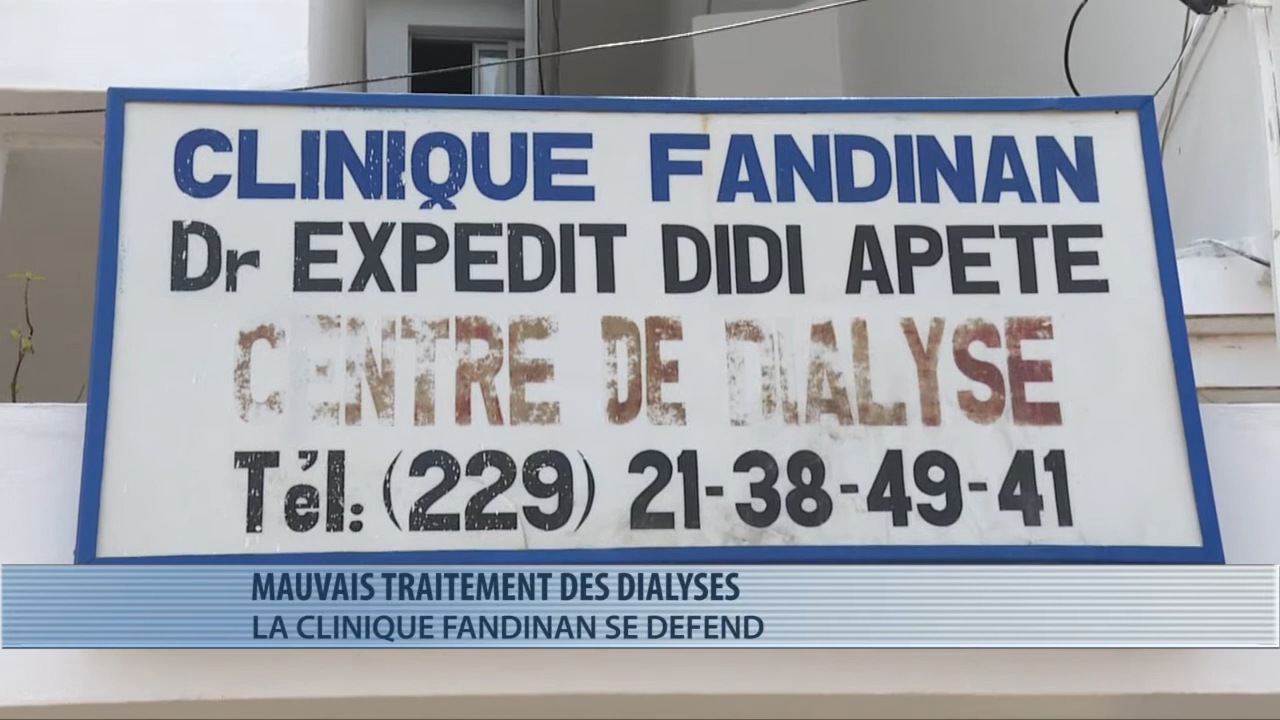 CLINIQUE FANDINAN
Dr EXPEDIT DIDI APETE
CENTRE DE DIALYSE
Tél: (229) 21-38-49-41
MAUVAIS TRAITEMENT DES DIALYSES
LA CLINIQUE FANDINAN SE DEFEND